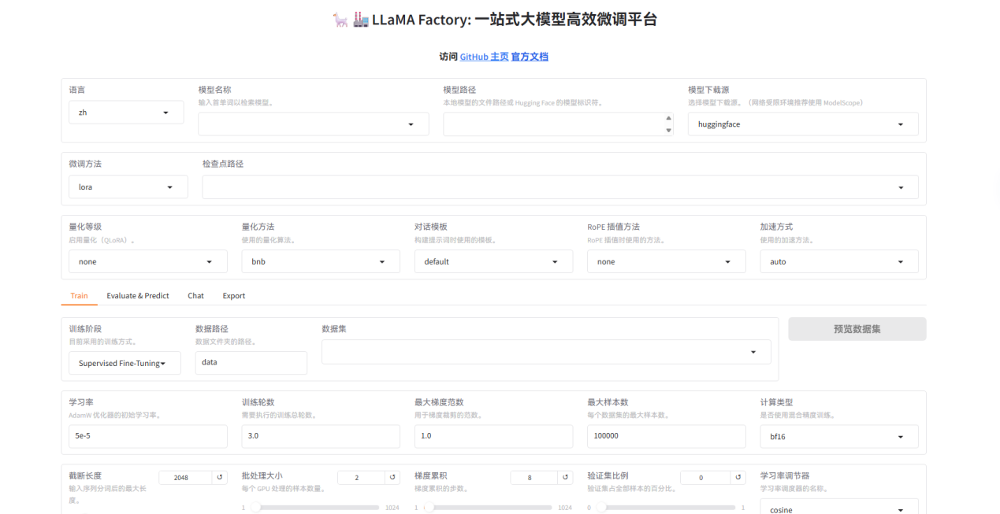 LLaMA Factory: 一站式大模型高效微调平台
访问 GitHub 主页 官方文档
语言
模型名称
模型路径
模型下载源
输入首单词以检索模型。
本地模型的文件路径或 Hugging Face 的模型标识符。
选择模型下载源。（网络受限环境推荐使用 ModelScope）
zh
huggingface
微调方法
检查点路径
lora
量化等级
量化方法
对话模板
RoPE 插值方法
加速方式
启用量化（QLoRA）。
使用的量化算法。
构建提示词时使用的模板。
RoPE 插值时使用的方法。
使用的加速方法。
none
bnb
default
none
auto
Train
Evaluate & Predict
Chat
Export
训练阶段
数据路径
数据集
预览数据集
目前采用的训练方式。
数据文件夹的路径。
Supervised Fine-Tuning
data
学习率
训练轮数
最大梯度范数
最大样本数
计算类型
AdamW 优化器的初始学习率。
需要执行的训练总轮数。
用于梯度裁剪的范数。
每个数据集的最大样本数。
是否使用混合精度训练。
5e-5
3.0
1.0
100000
bf16
截断长度
2048
批处理大小
2
梯度累积
8
验证集比例
0
学习率调节器
输入序列分词后的最大长
度。
每个 GPU 处理的样本数量。
梯度累积的步数。
验证集占全部样本的百分比。
学习率调度器的名称。
1
1024
1
1024
0
1
cosine